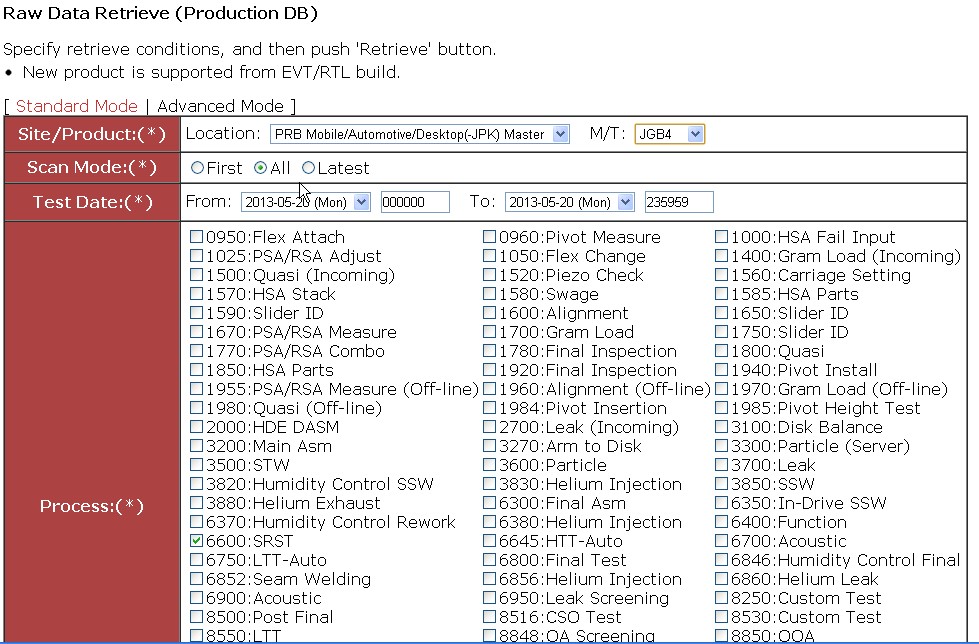 Raw Data Retrieve (Production DB)
Specify retrieve conditions, and then push 'Retrieve' button.
• New product is supported from EVT/RTL build.
[ Standard Mode | Advanced Mode ]
Site/Product:(*) Location: PRB Mobile/Automotive/Desktop(-JPK) Master M/T: JGB4
Scan Mode:(*) First All Latest
Test Date:(*) From: 2013-05-20 (Mon) 000000 To: 2013-05-20 (Mon) 235959
0950:Flex Attach 0960:Pivot Measure 1000:HSA Fail Input
1025:PSA/RSA Adjust 1050:Flex Change 1400:Gram Load (Incoming)
1500:Quasi (Incoming) 1520:Piezo Check 1560:Carriage Setting
1570:HSA Stack 1580:Swage 1585:HSA Parts
1590:Slider ID 1600:Alignment 1650:Slider ID
1670:PSA/RSA Measure 1700:Gram Load 1750:Slider ID
1770:PSA/RSA Combo 1780:Final Inspection 1800:Quasi
1850:HSA Parts 1920:Final Inspection 1940:Pivot Install
1955:PSA/RSA Measure (Off-line) 1960:Alignment (Off-line) 1970:Gram Load (Off-line)
1980:Quasi (Off-line) 1984:Pivot Insertion 1985:Pivot Height Test
2000:HDE DASM 2700:Leak (Incoming) 3100:Disk Balance
3200:Main Asm 3270:Arm to Disk 3300:Particle (Server)
3500:STW 3600:Particle 3700:Leak
3820:Humidity Control SSW 3830:Helium Injection 3850:SSW
Process:(*) 3880:Helium Exhaust 6300:Final Asm 6350:In-Drive SSW
6370:Humidity Control Rework 6380:Helium Injection 6400:Function
6600:SRST 6645:HTT-Auto 6700:Acoustic
6750:LTT-Auto 6800:Final Test 6846:Humidity Control Final
6852:Seam Welding 6856:Helium Injection 6860:Helium Leak
6900:Acoustic 6950:Leak Screening 8250:Custom Test
8500:Post Final 8516:CSO Test 8530:Custom Test
8550:LTT 8848:OA Screening 8850:OOA